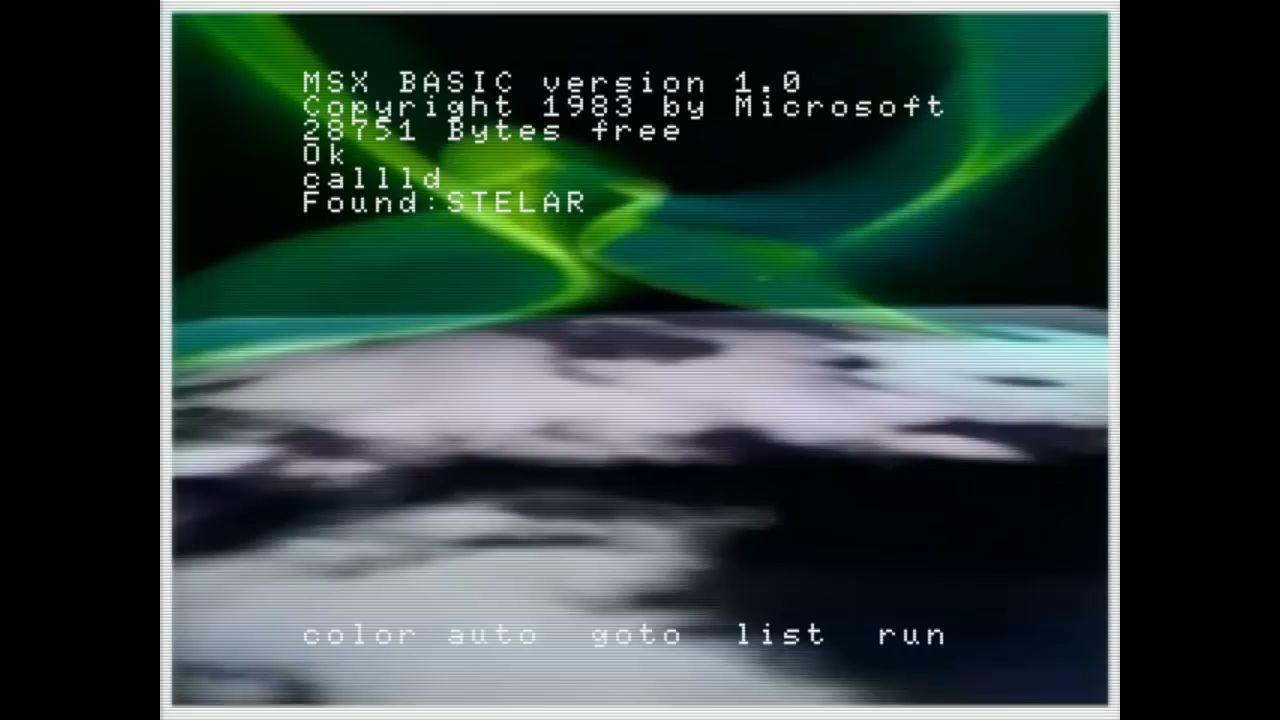 MSX BASIC version 1.0
Copyright 1983 by Microsoft
28751 Bytes free
Ok
callld
Found:STELAR
color auto goto list run